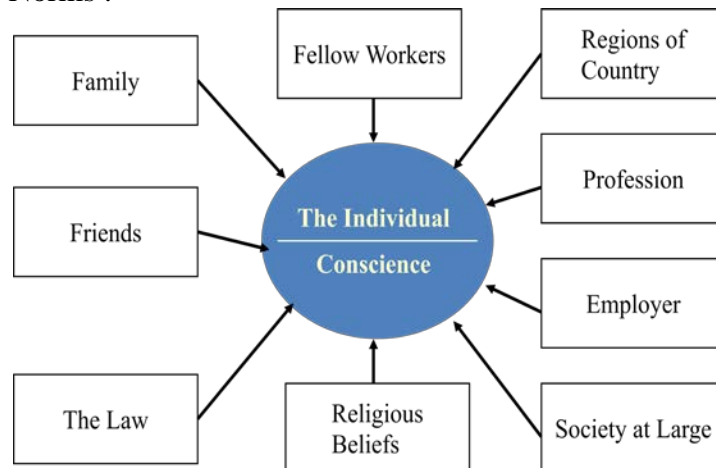 Norms .
Fellow Workers
Regions of
Country
Family
Profession
Friends
The Individual
Conscience
Employer
The Law
Religious
Beliefs
Society at Large